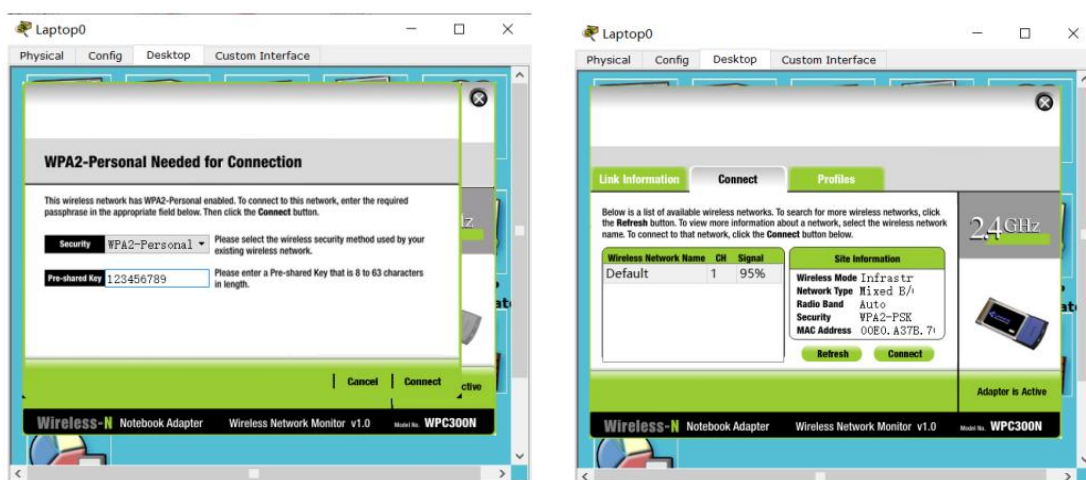 Laptop0
Physical Config Desktop Custom Interface
WPA2-Personal Needed for Connection
This wireless network has WPA2-Personal enabled. To connect to this network, enter the required
passphrase in the appropriate field below. Then click the Connect button.
Security WPA2-Personal Please select the wireless security method used by your
existing wireless network.
Pre-shared Key 123456789 Please enter a Pre-shared Key that is 8 to 63 characters
in length.
Cancel Connect
Wireless-N Notebook Adapter Wireless Network Monitor v1.0 Model No. WPC300N
Laptop0
Physical Config Desktop Custom Interface
Link Information Connect Profiles
Below is a list of available wireless networks. To search for more wireless networks, click
the Refresh button. To view more information about a network, select the wireless network
name. To connect to that network, click the Connect button below.
2.4GHz
Wireless Network Name CH Signal
Default 1 95%
Site Information
Wireless Mode Infrastr
Network Type Mixed B/
Radio Band Auto
Security WPA2-PSK
MAC Address 00E0.A37B.7
Refresh Connect
Adapter is Active
Wireless-N Notebook Adapter Wireless Network Monitor v1.0 Model No. WPC300N